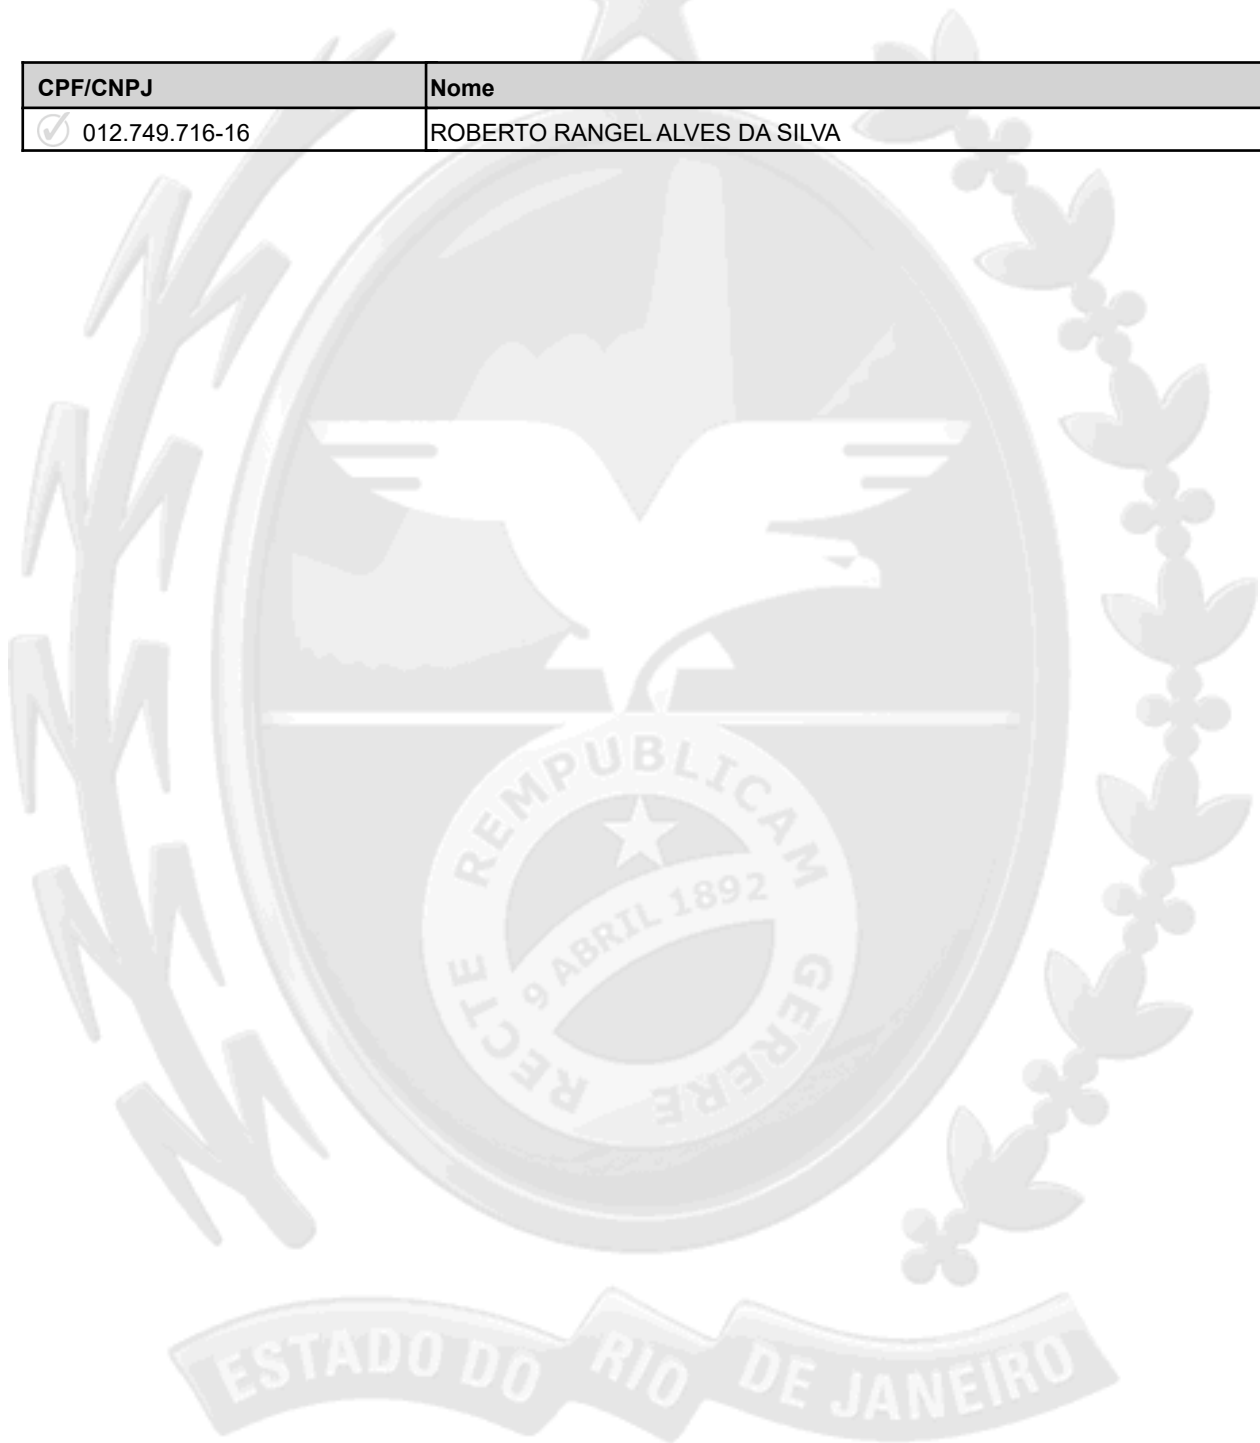 CPF/CNPJ Nome
012.749.716-16 ROBERTO RANGEL ALVES DA SILVA
REMPUBLICAM
9 ABRIL 1892
RECTE GERERE
ESTADO DO RIO DE JANEIRO